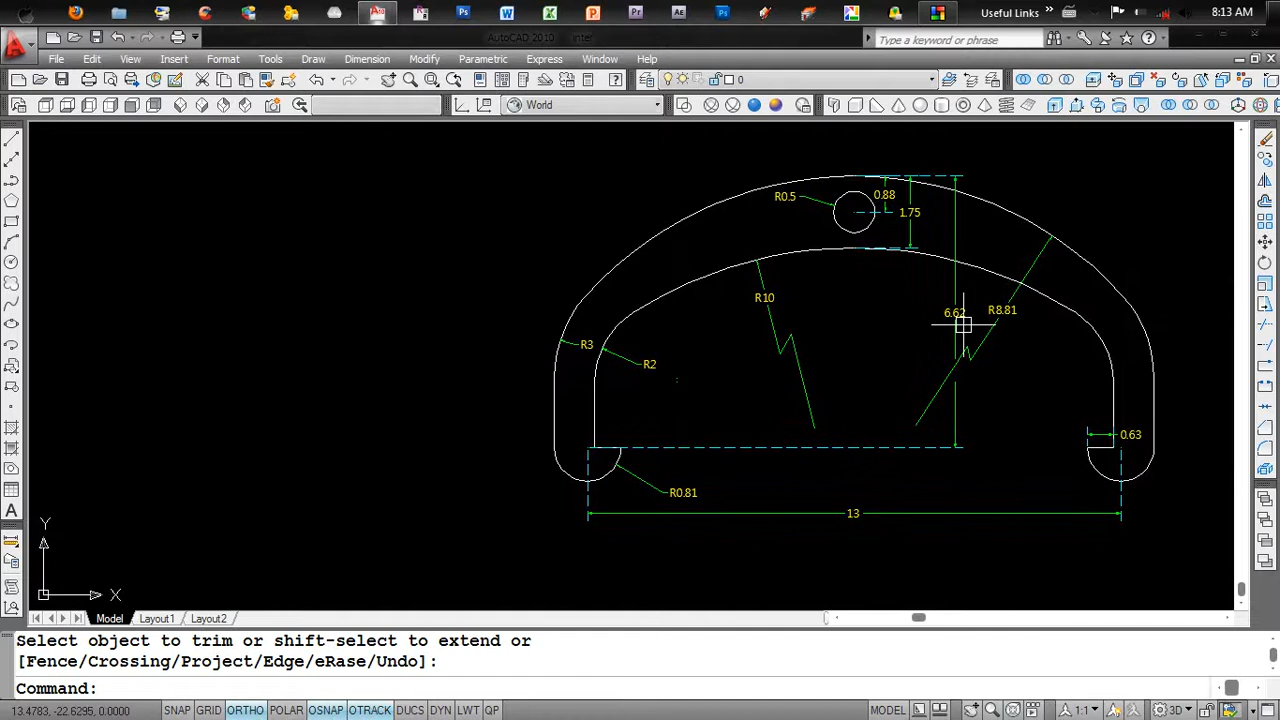 Useful Links »
8:13 AM
AutoCAD 2010
Type a keyword or phrase
File Edit View Insert Format Tools Draw Dimension Modify Parametric Express Window Help
0
World
R0.5
0.88
1.75
R10
6.62
R8.81
R3
R2
0.63
R0.81
13
Y
X
Model Layout1 Layout2
Select object to trim or shift-select to extend or
[Fence/Crossing/Project/Edge/eRase/Undo]:
Command:
13.4783, -22.6295, 0.0000 SNAP GRID ORTHO POLAR OSNAP OTRACK DUCS DYN LWT QP MODEL 1:1 3D